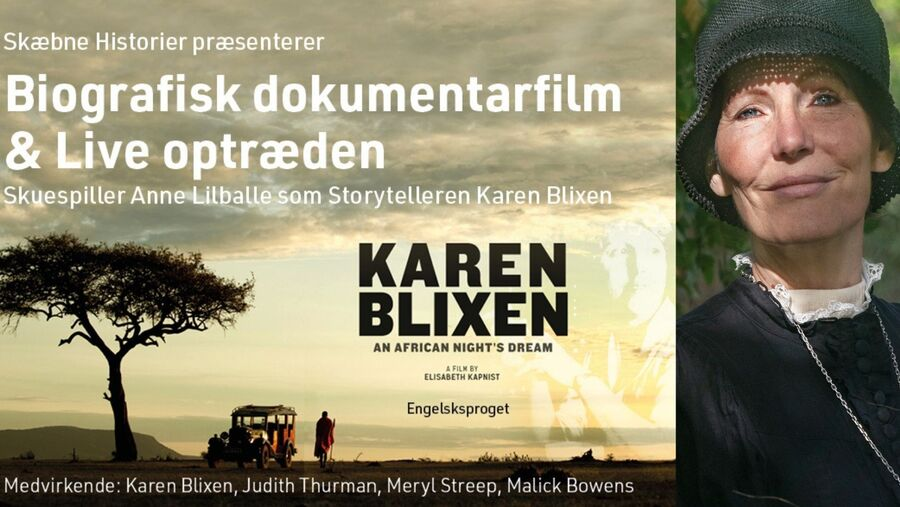 Skæbne Historier præsenterer
Biografisk dokumentarfilm
& Live optræden
Skuespiller Anne Lilballe som Storytelleren Karen Blixen
KAREN
BLIXEN
AN AFRICAN NIGHT'S DREAM
A FILM BY
ELISABETH KAPNIST
Engelsksproget
Medvirkende: Karen Blixen, Judith Thurman, Meryl Streep, Malick Bowens